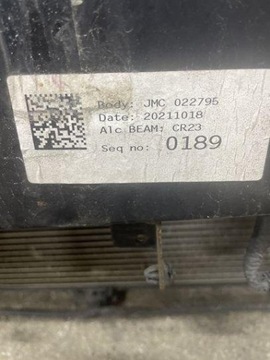 Body: JMC 022795
Date: 20211018
Alc BEAM: CR23
Seq no: 0189